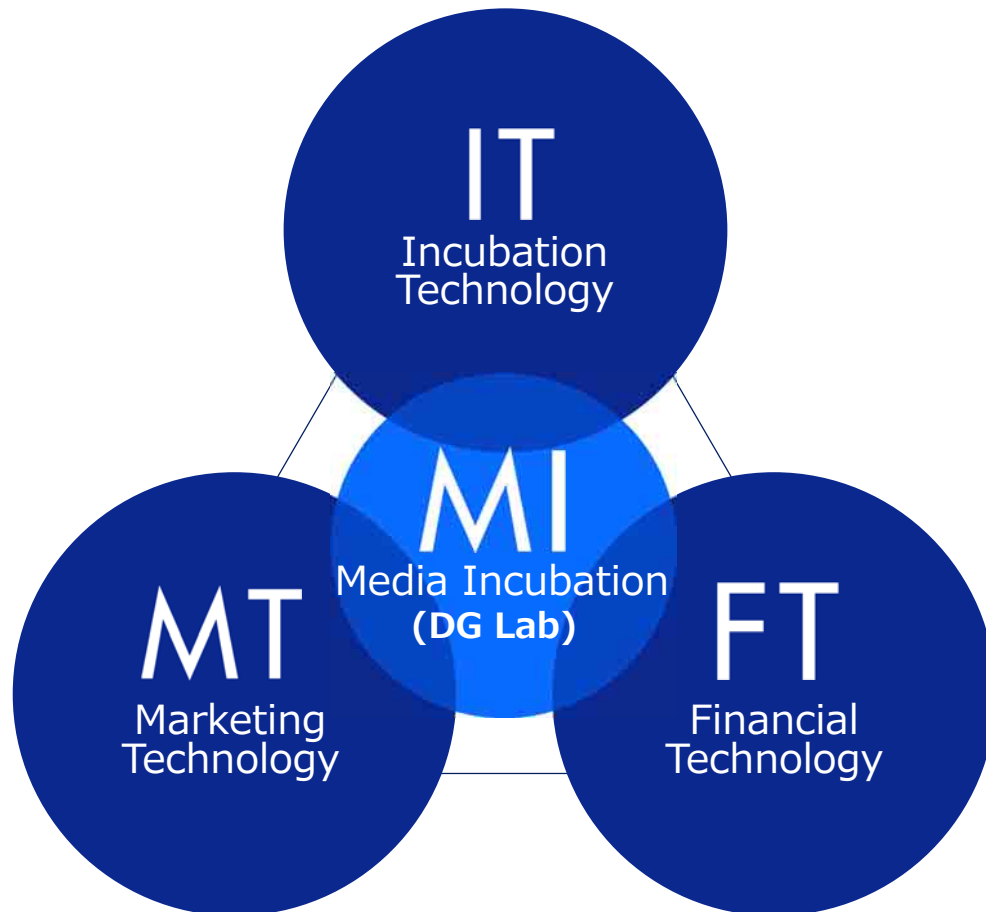 IT
Incubation
Technology
MI
Media Incubation
(DG Lab)
MT
Marketing
Technology
FT
Financial
Technology